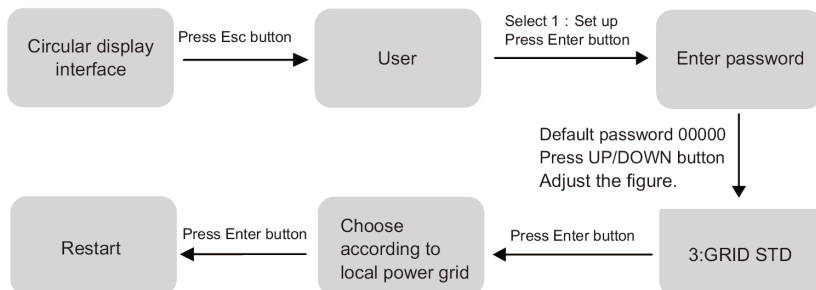 Circular display
interface
Press Esc button
User
Select 1 : Set up
Press Enter button
Enter password
Default password 00000
Press UP/DOWN button
Adjust the figure.
3:GRID STD
Press Enter button
Choose
according to
local power grid
Press Enter button
Restart